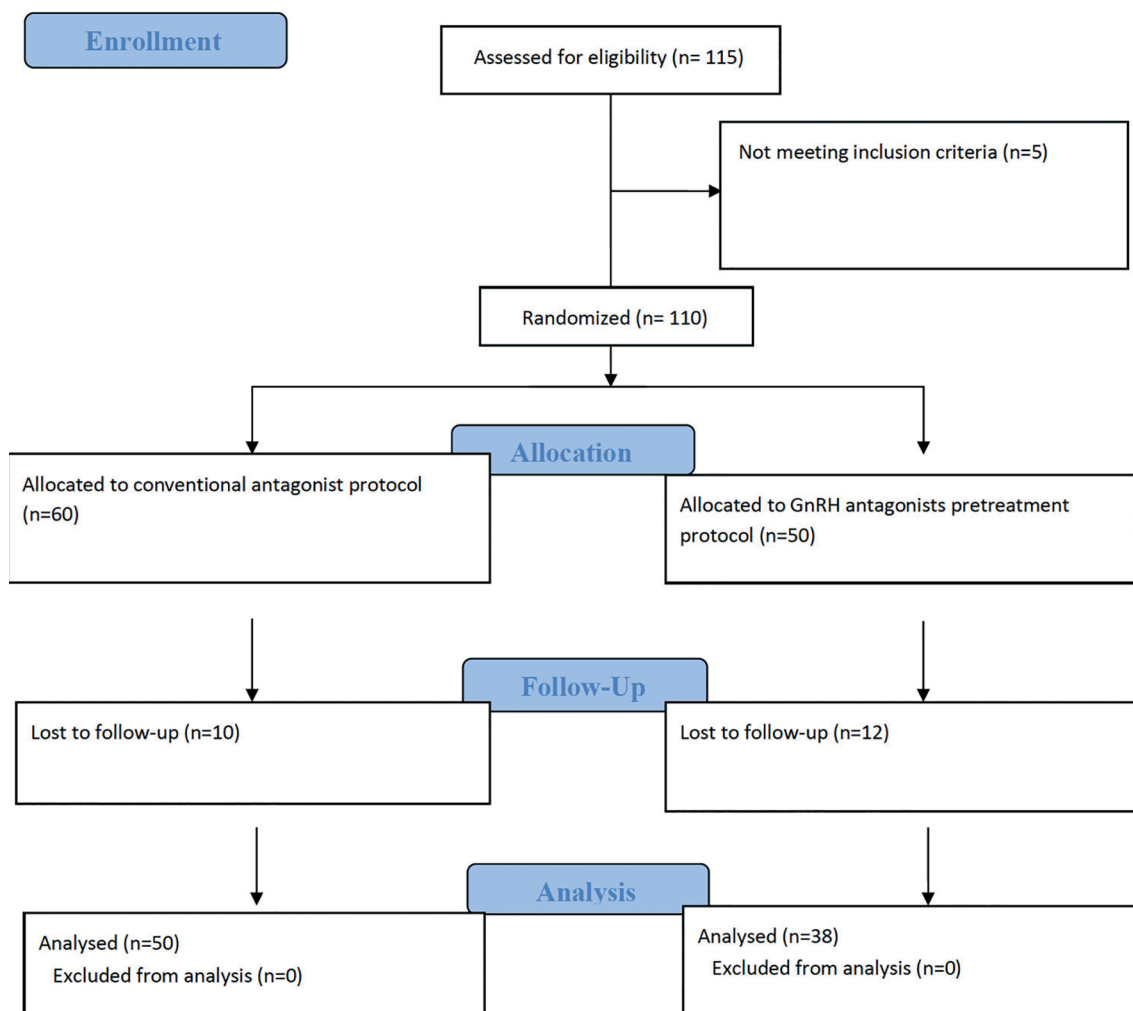 Enrollment
Assessed for eligibility (n= 115)
Not meeting inclusion criteria (n=5)
Randomized (n= 110)
Allocation
Allocated to conventional antagonist protocol
(n=60)
Allocated to GnRH antagonists pretreatment
protocol (n=50)
Follow-Up
Lost to follow-up (n=10)
Lost to follow-up (n=12)
Analysis
Analysed (n=50)
Excluded from analysis (n=0)
Analysed (n=38)
Excluded from analysis (n=0)